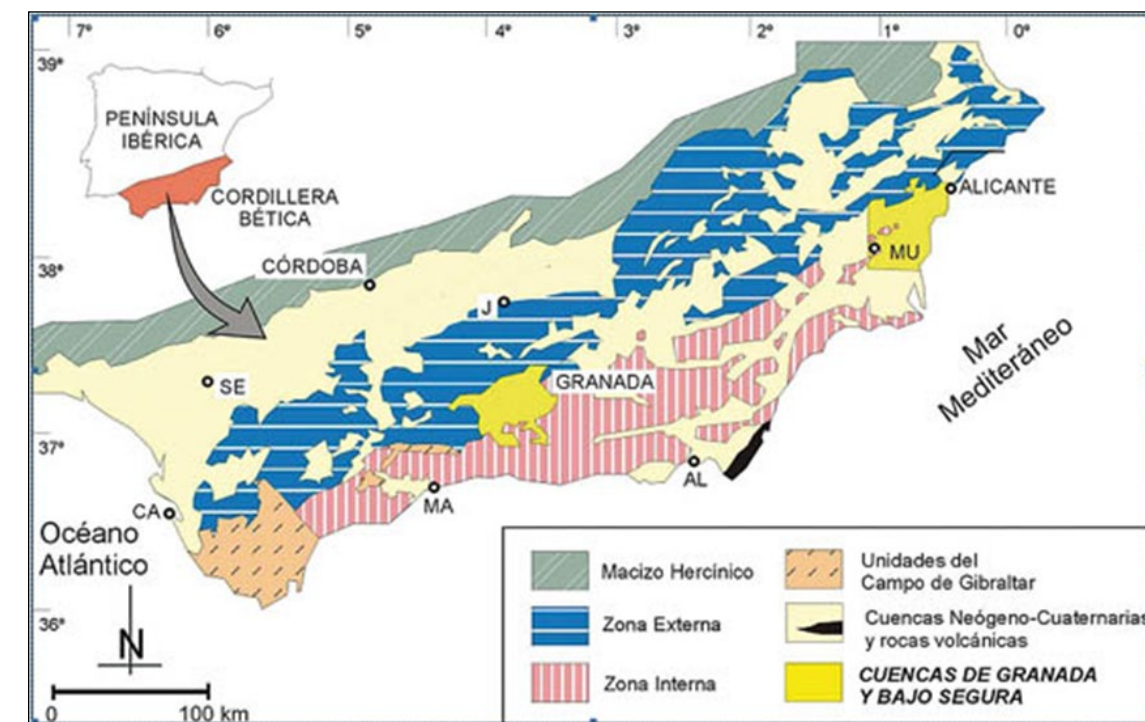 7° 6° 5° 4° 3° 2° 1° 0°
39°
PENÍNSULA
IBÉRICA
CORDILLERA
BÉTICA
ALICANTE
MU
38°
CÓRDOBA
J
Mar
Mediteráneo
SE
GRANADA
37°
AL
MA
CA
Océano
Atlántico
36°
N
0 100 km
Macizo Hercínico
Zona Externa
Zona Interna
Unidades del
Campo de Gibraltar
Cuencas Neógeno-Cuaternarias
y rocas volcánicas
CUENCAS DE GRANADA
Y BAJO SEGURA